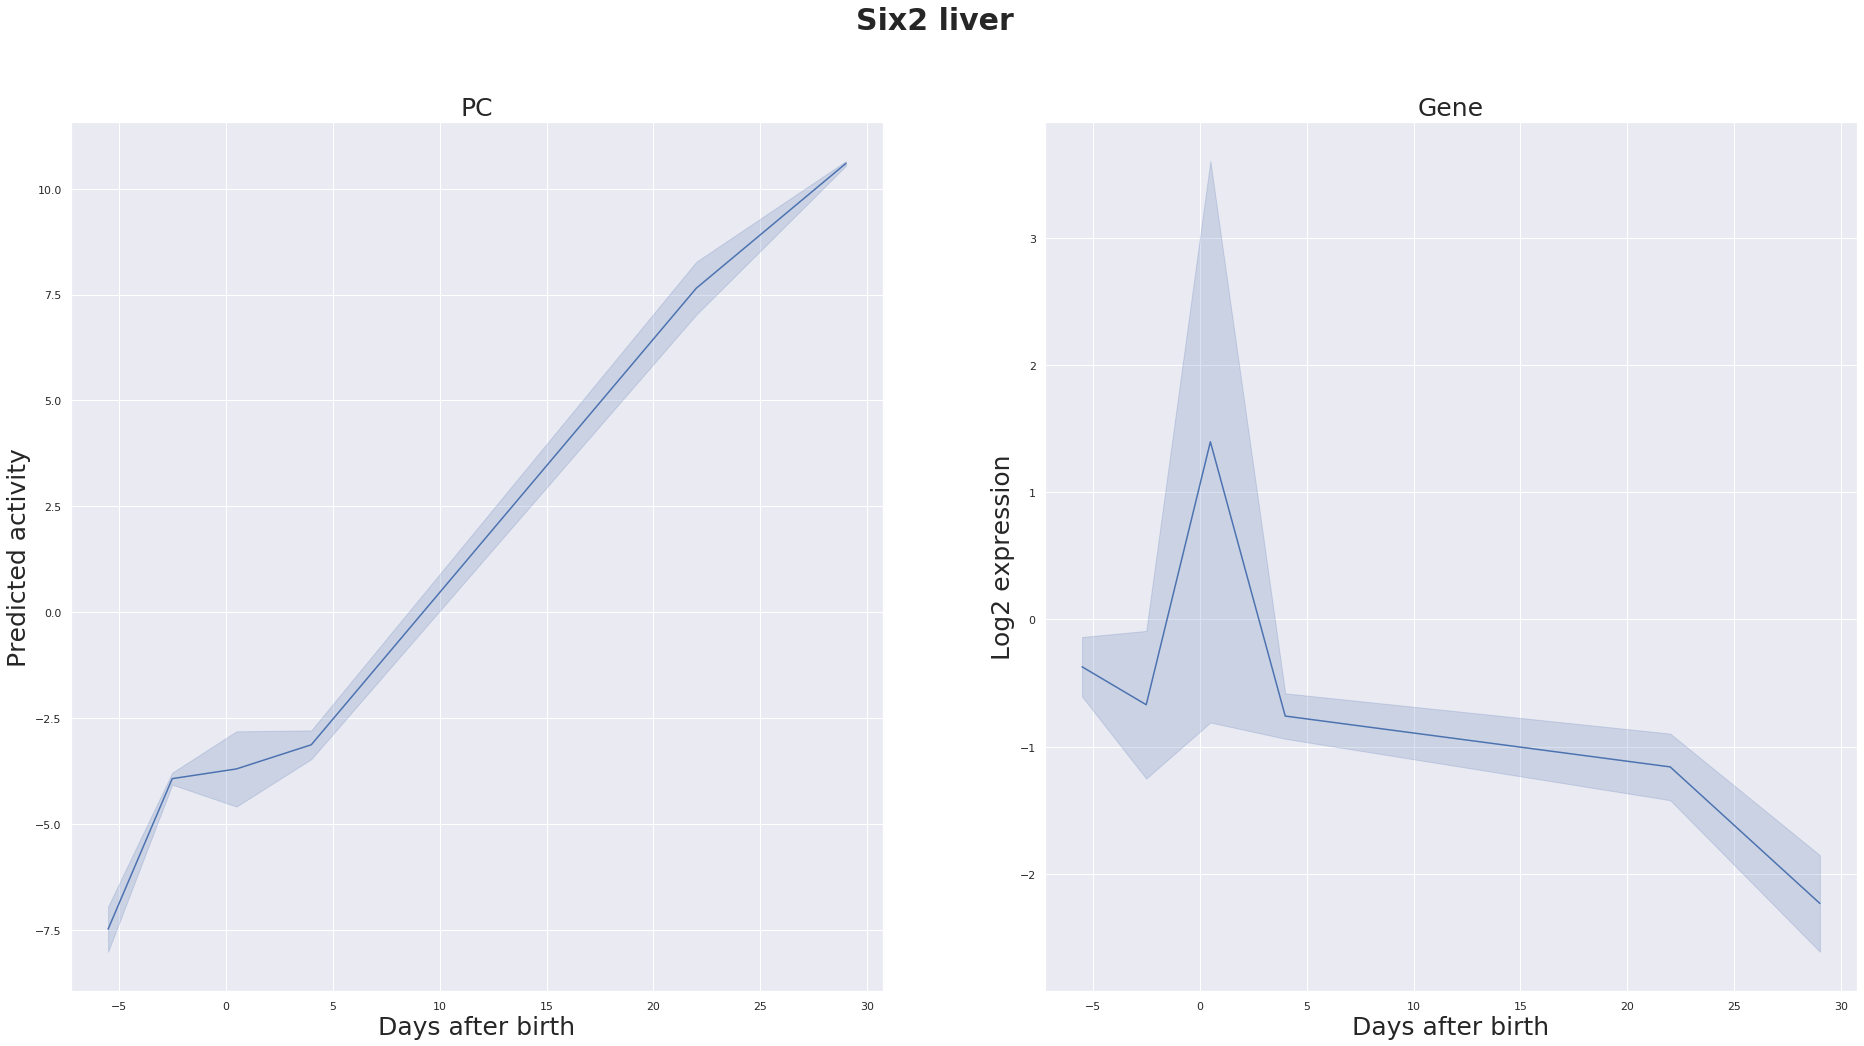 Six2 liver
PC
Predicted activity
10.0
7.5
5.0
2.5
0.0
−2.5
−5.0
−7.5
−5 0 5 10 15 20 25 30
Days after birth
Gene
Log2 expression
3
2
1
0
−1
−2
−5 0 5 10 15 20 25 30
Days after birth